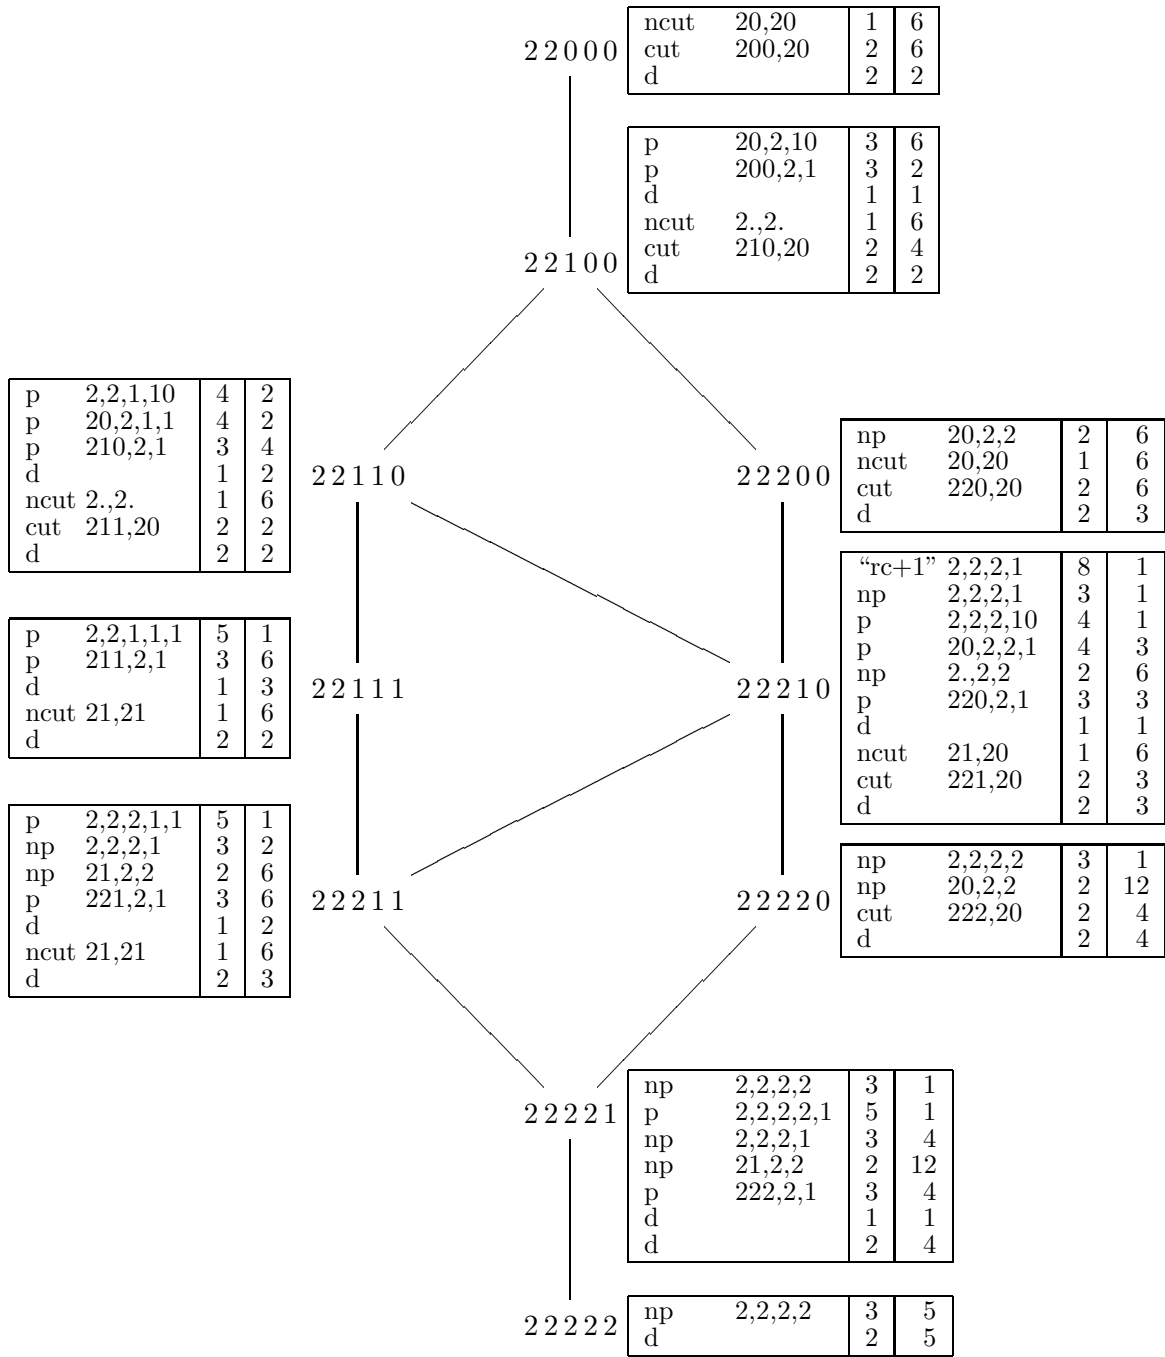 2 2 0 0 0
ncut 20,20 1 6
cut 200,20 2 6
d 2 2
p 20,2,10 3 6
p 200,2,1 3 2
d 1 1
ncut 2.,2. 1 6
cut 210,20 2 4
d 2 2
2 2 1 0 0
p 2,2,1,10 4 2
p 20,2,1,1 4 2
p 210,2,1 3 4
d 1 2
ncut 2.,2. 1 6
cut 211,20 2 2
d 2 2
2 2 1 1 0
2 2 2 0 0
np 20,2,2 2 6
ncut 20,20 1 6
cut 220,20 2 6
d 2 3
p 2,2,1,1,1 5 1
p 211,2,1 3 6
d 1 3
ncut 21,21 1 6
d 2 2
2 2 1 1 1
2 2 2 1 0
“rc+1” 2,2,2,1 8 1
np 2,2,2,1 3 1
p 2,2,2,10 4 1
p 20,2,2,1 4 3
np 2.,2,2 2 6
p 220,2,1 3 3
d 1 1
ncut 21,20 1 6
cut 221,20 2 3
d 2 3
p 2,2,2,1,1 5 1
np 2,2,2,1 3 2
np 21,2,2 2 6
p 221,2,1 3 6
d 1 2
ncut 21,21 1 6
d 2 3
2 2 2 1 1
2 2 2 2 0
np 2,2,2,2 3 1
np 20,2,2 2 12
cut 222,20 2 4
d 2 4
2 2 2 2 1
np 2,2,2,2 3 1
p 2,2,2,2,1 5 1
np 2,2,2,1 3 4
np 21,2,2 2 12
p 222,2,1 3 4
d 1 1
d 2 4
2 2 2 2 2
np 2,2,2,2 3 5
d 2 5